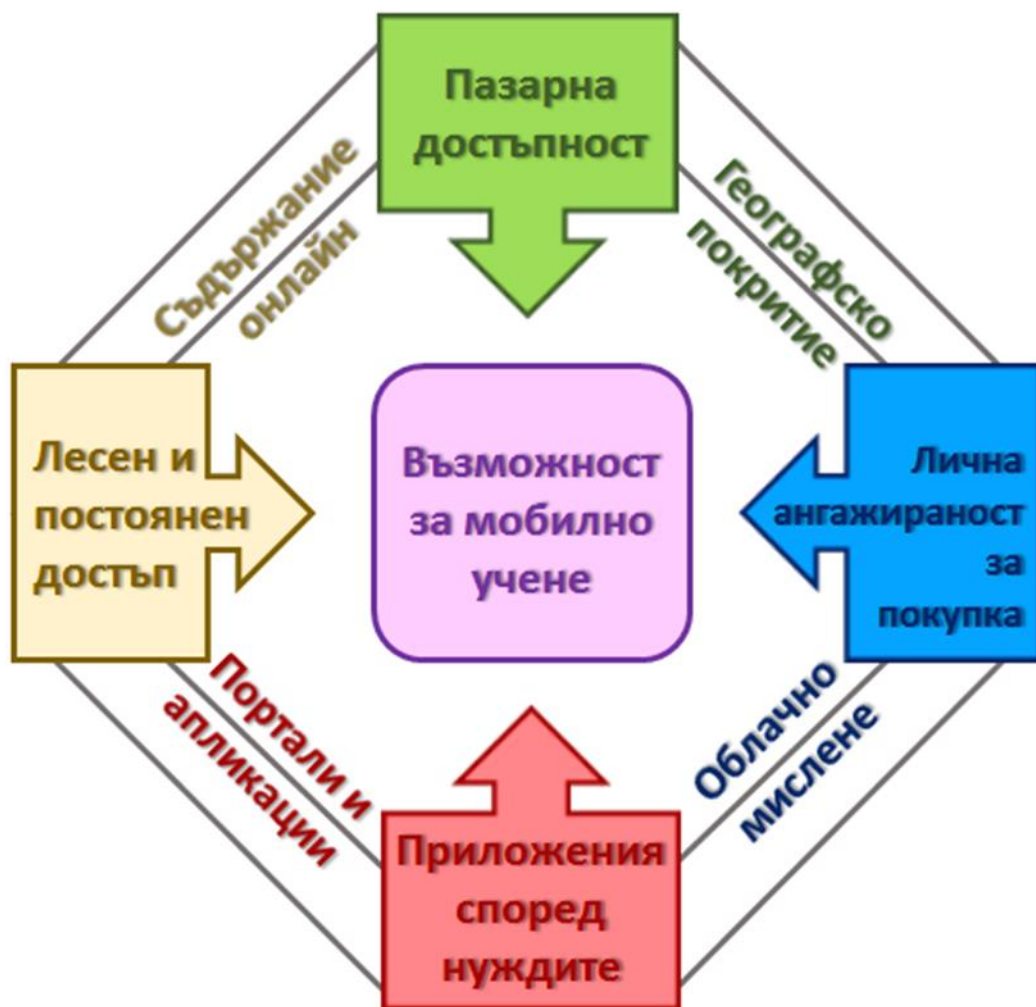 Пазарна
достъпност
Съдържание
онлайн
Географско
покритие
Лесен и
постоянен
достъп
Възможност
за мобилно
учене
Лична
ангажираност
за
покупка
Портали и
апликации
Облачно
мислене
Приложения
според
нуждите